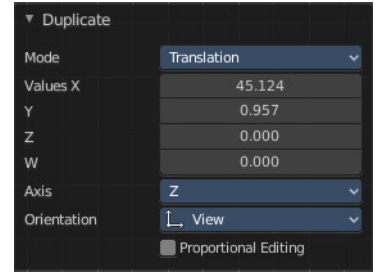 Duplicate
Mode Translation
Values X 45.124
Y 0.957
Z 0.000
W 0.000
Axis Z
Orientation View
Proportional Editing